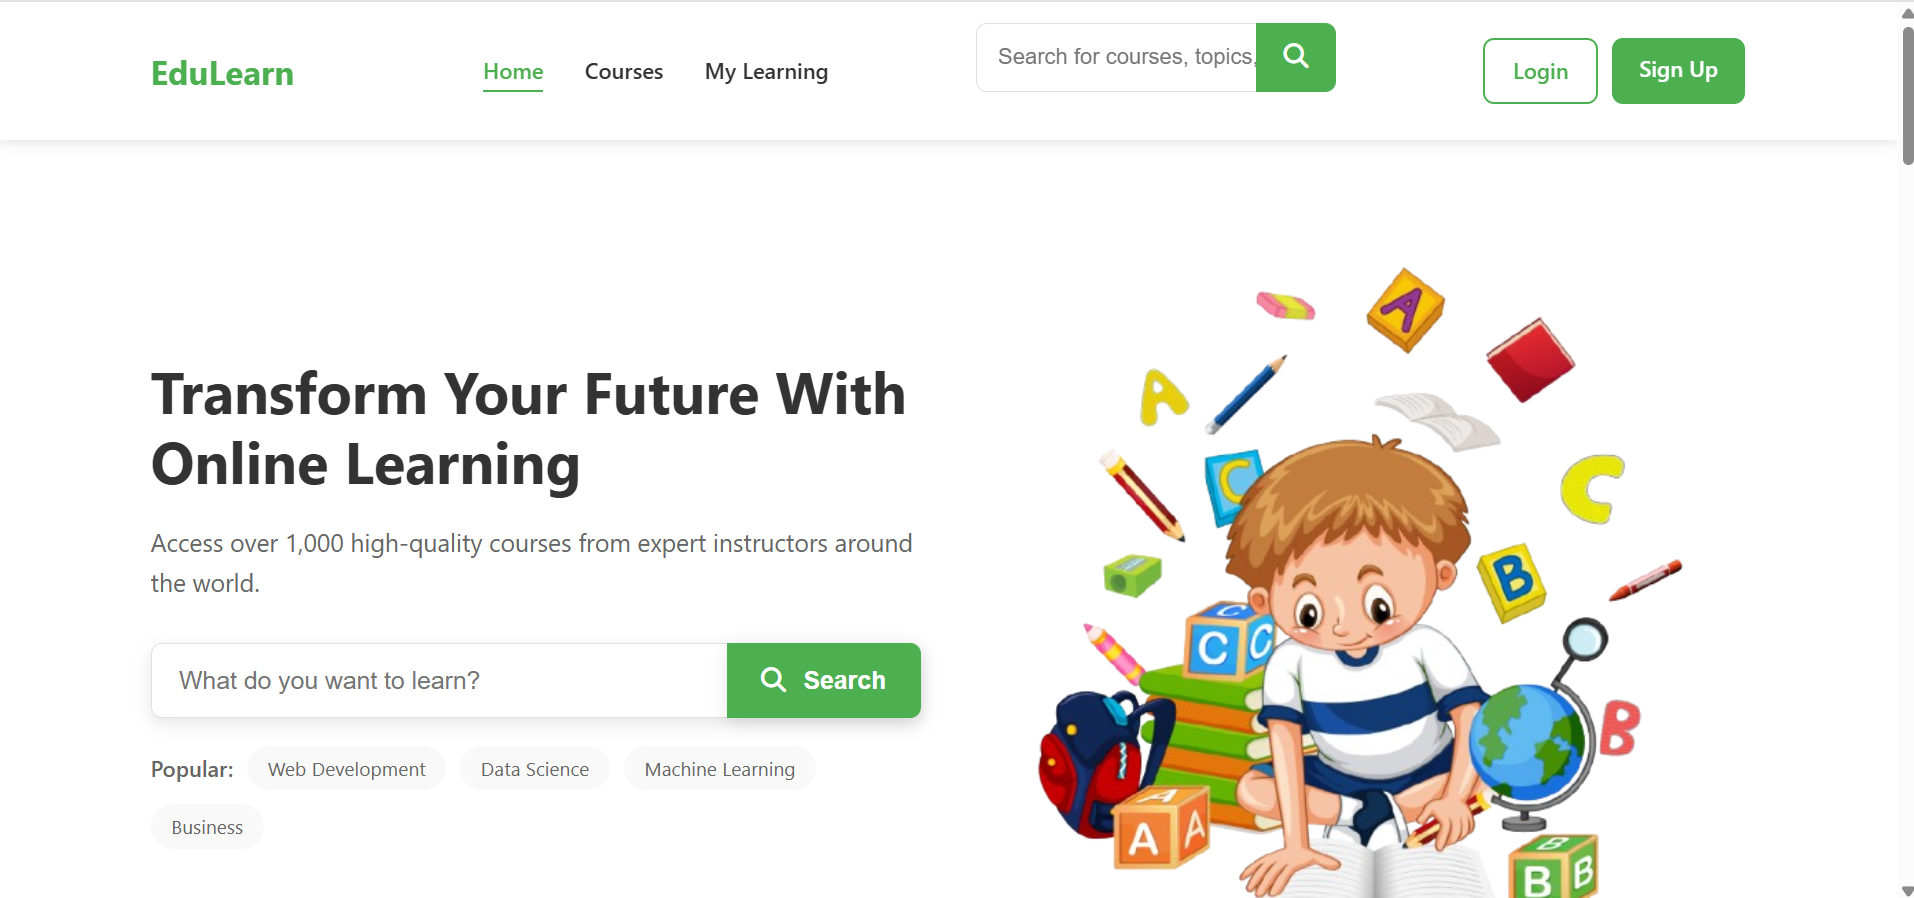 EduLearn
Home
Courses
My Learning
Search for courses, topics,
Login
Sign Up
Transform Your Future With
Online Learning
Access over 1,000 high-quality courses from expert instructors around
the world.
What do you want to learn?
Search
Popular:
Web Development
Data Science
Machine Learning
Business
A
A
C
C
B
C
C
C
B
A
A
A
B
B
B